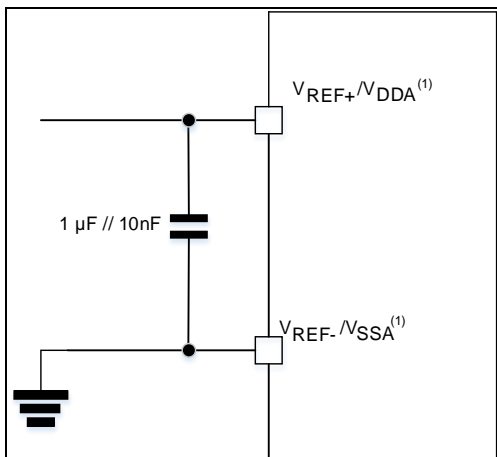 VREF+/VDDA(1)
1 µF // 10nF
VREF-/VSSA(1)